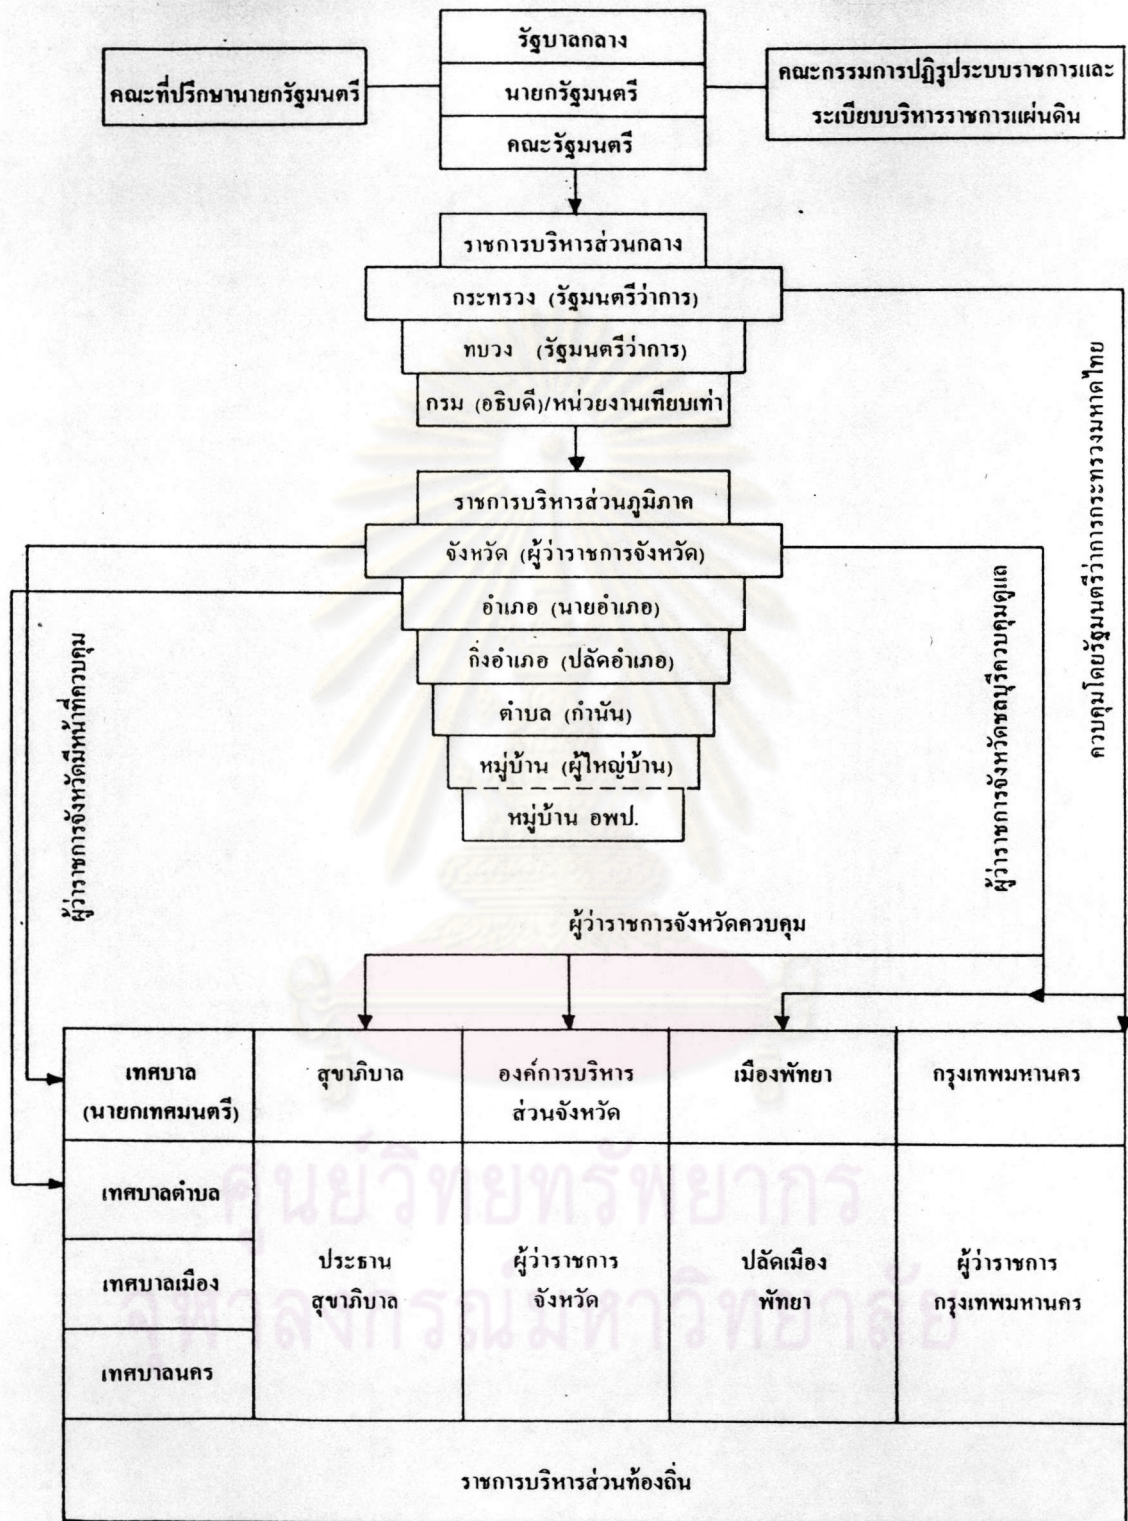 รัฐบาลกลาง
นายกรัฐมนตรี
คณะรัฐมนตรี
คณะที่ปรึกษานายกรัฐมนตรี
คณะกรรมการปฏิรูประบบราชการและ
ระเบียบบริหารราชการแผ่นดิน
ราชการบริหารส่วนกลาง
กระทรวง (รัฐมนตรีว่าการ)
ทบวง (รัฐมนตรีว่าการ)
กรม (อธิบดี)/หน่วยงานเทียบเท่า
ราชการบริหารส่วนภูมิภาค
จังหวัด (ผู้ว่าราชการจังหวัด)
อำเภอ (นายอำเภอ)
กิ่งอำเภอ (ปลัดอำเภอ)
ตำบล (กำนัน)
หมู่บ้าน (ผู้ใหญ่บ้าน)
หมู่บ้าน อพป.
ผู้ว่าราชการจังหวัดมีหน้าที่ควบคุม
ผู้ว่าราชการจังหวัดชลบุรีควบคุมดูแล
ควบคุมโดยรัฐมนตรีว่าการกระทรวงมหาดไทย
ผู้ว่าราชการจังหวัดควบคุม
เทศบาล
(นายกเทศมนตรี)
สุขาภิบาล
องค์การบริหาร
ส่วนจังหวัด
เมืองพัทยา
กรุงเทพมหานคร
เทศบาลตำบล
เทศบาลเมือง
เทศบาลนคร
ประธาน
สุขาภิบาล
ผู้ว่าราชการ
จังหวัด
ปลัดเมือง
พัทยา
ผู้ว่าราชการ
กรุงเทพมหานคร
ราชการบริหารส่วนท้องถิ่น
ศูนย์วิทยทรัพยากร
จุฬาลงกรณ์มหาวิทยาลัย